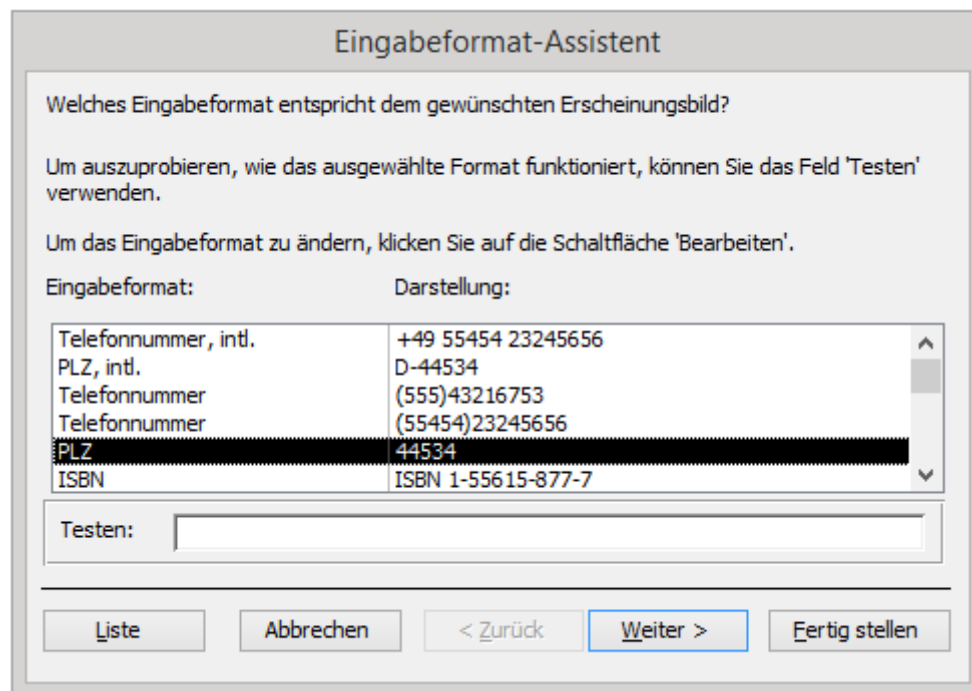 Eingabeformat-Assistent
Welches Eingabeformat entspricht dem gewünschten Erscheinungsbild?
Um auszuprobieren, wie das ausgewählte Format funktioniert, können Sie das Feld 'Testen'
verwenden.
Um das Eingabeformat zu ändern, klicken Sie auf die Schaltfläche 'Bearbeiten'.
Eingabeformat: Darstellung:
Telefonnummer, intl. +49 55454 23245656
PLZ, intl. D-44534
Telefonnummer (555)43216753
Telefonnummer (55454)23245656
PLZ 44534
ISBN ISBN 1-55615-877-7
Testen:
Liste Abbrechen < Zurück Weiter > Fertig stellen